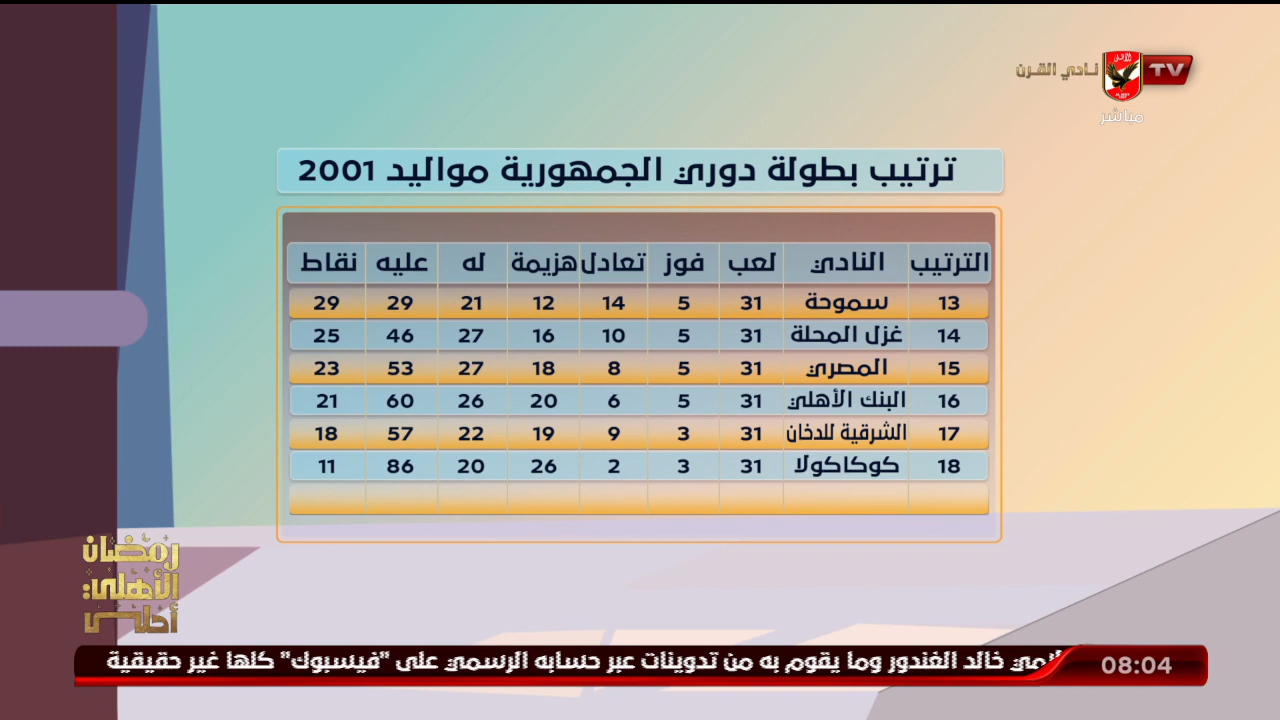 TV نادي القرن
مباشر
ترتيب بطولة دوري الجمهورية مواليد 2001
الترتيب النادي لعب فوز تعادل هزيمة له عليه نقاط
13 سموحة 31 5 14 12 21 29 29
14 غزل المحلة 31 5 10 16 27 46 25
15 المصري 31 5 8 18 27 53 23
16 البنك الأهلي 31 5 6 20 26 60 21
17 الشرقية للدخان 31 3 9 19 22 57 18
18 كوكاكولا 31 3 2 26 20 86 11
رمضان
الأهلي:
أحلى
08:04 خالد الغندور وما يقوم به من تدوينات عبر حسابه الرسمي على "فيسبوك" كلها غير حقيقية